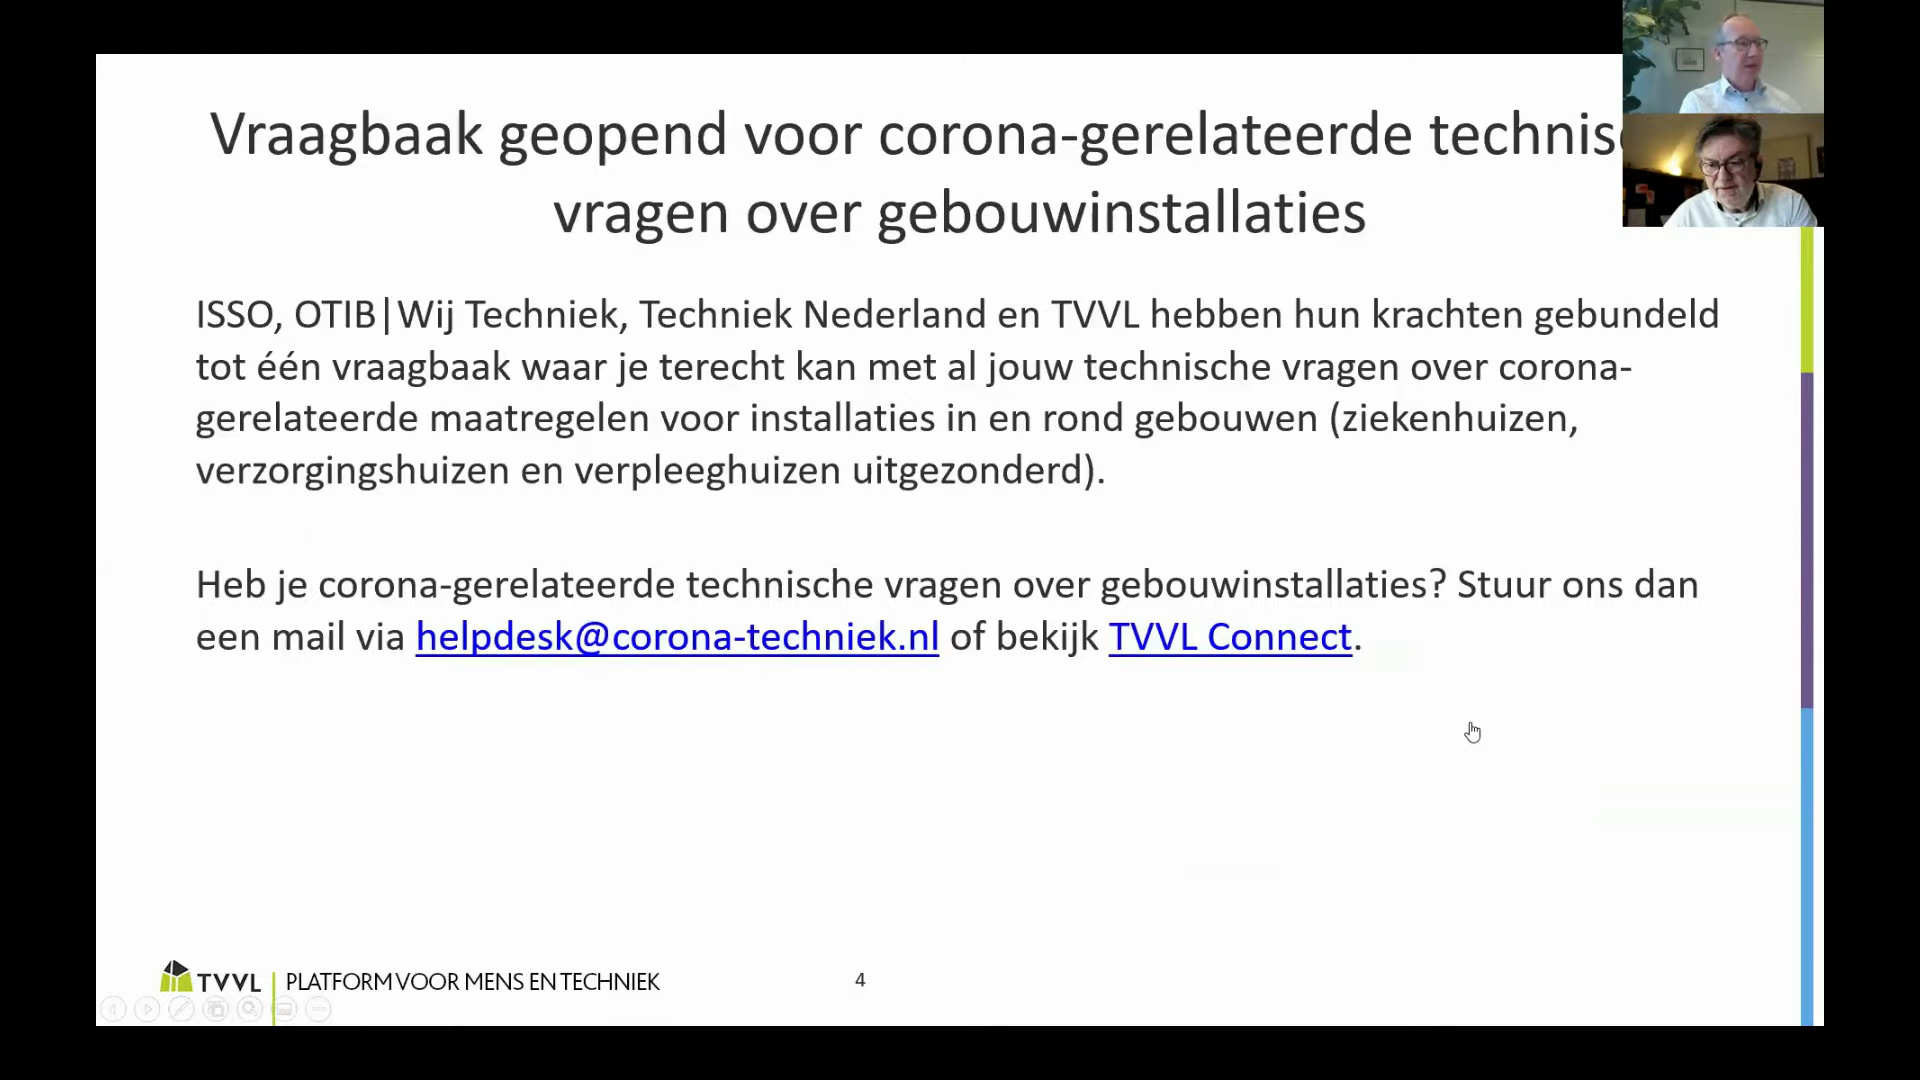 Vraagbaak geopend voor corona-gerelateerde
vragen over gebouwinstallaties
ISSO, OTIB|Wij Techniek, Techniek Nederland en TVVL hebben hun krachten gebundeld
tot één vraagbaak waar je terecht kan met al jouw technische vragen over corona-
gerelateerde maatregelen voor installaties in en rond gebouwen (ziekenhuizen,
verzorgingshuizen en verpleeghuizen uitgezonderd).
Heb je corona-gerelateerde technische vragen over gebouwinstallaties? Stuur ons dan
een mail via helpdesk@corona-techniek.nl of bekijk TVVL Connect.
TVVL PLATFORM VOOR MENS EN TECHNIEK 4